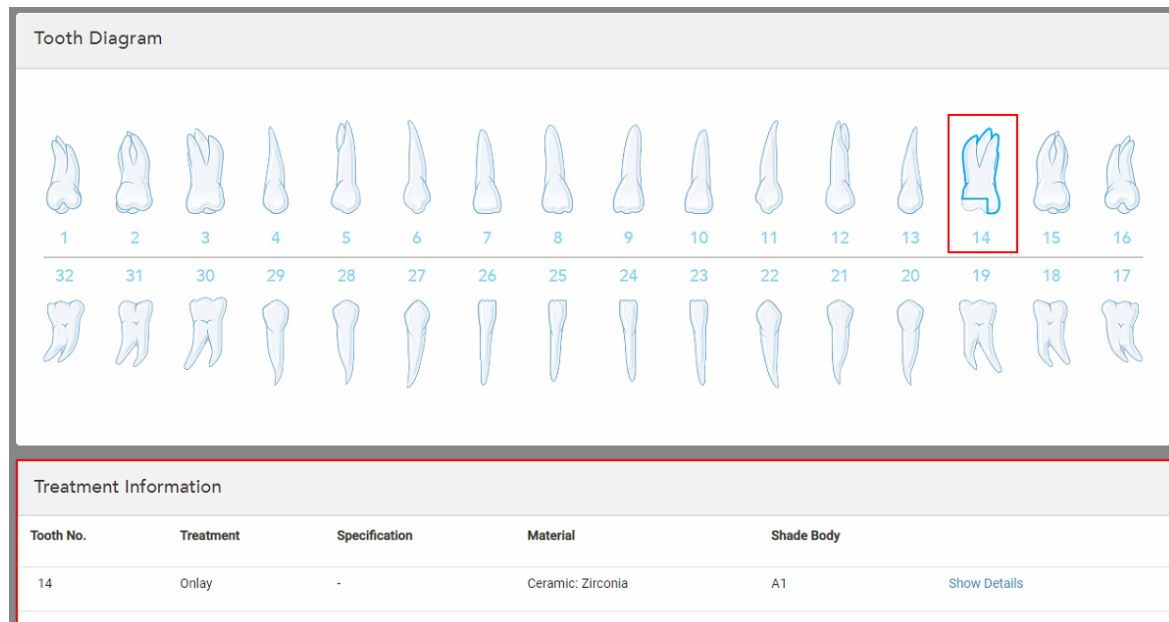 Tooth Diagram
1 2 3 4 5 6 7 8 9 10 11 12 13 14 15 16
32 31 30 29 28 27 26 25 24 23 22 21 20 19 18 17
Treatment Information
Tooth No. Treatment Specification Material Shade Body
14 Onlay - Ceramic: Zirconia A1 Show Details